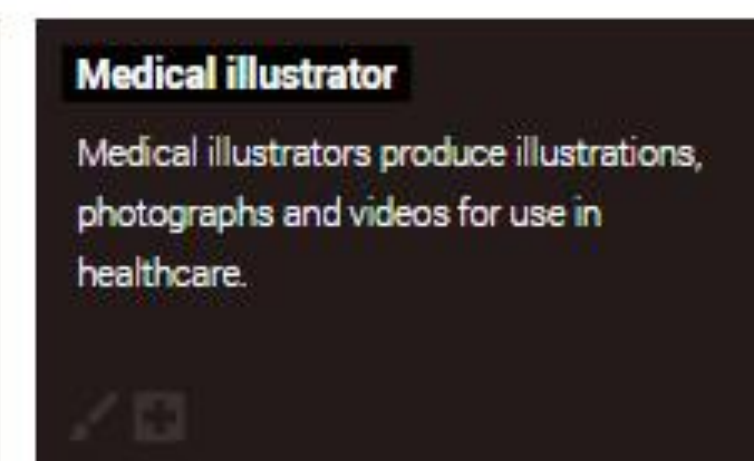 Medical illustrator
Medical illustrators produce illustrations,
photographs and videos for use in
healthcare.